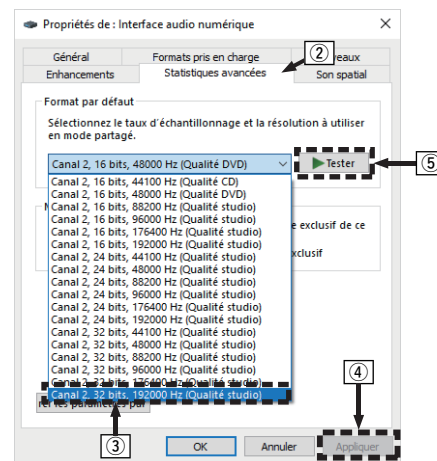 Propriétés de : Interface audio numérique
Général Formats pris en charge
②
Enhancements Statistiques avancées Son spatial
Format par défaut
Sélectionnez le taux d'échantillonnage et la résolution à utiliser
en mode partagé.
Canal 2, 16 bits, 48000 Hz (Qualité DVD) Tester ⑤
Canal 2, 16 bits, 44100 Hz (Qualité CD)
Canal 2, 16 bits, 48000 Hz (Qualité DVD)
Canal 2, 16 bits, 88200 Hz (Qualité studio)
Canal 2, 16 bits, 96000 Hz (Qualité studio)
Canal 2, 16 bits, 176400 Hz (Qualité studio)
Canal 2, 16 bits, 192000 Hz (Qualité studio)
Canal 2, 24 bits, 44100 Hz (Qualité studio)
Canal 2, 24 bits, 48000 Hz (Qualité studio)
Canal 2, 24 bits, 88200 Hz (Qualité studio)
Canal 2, 24 bits, 96000 Hz (Qualité studio)
Canal 2, 24 bits, 176400 Hz (Qualité studio)
Canal 2, 24 bits, 192000 Hz (Qualité studio)
Canal 2, 32 bits, 44100 Hz (Qualité studio)
Canal 2, 32 bits, 48000 Hz (Qualité studio)
Canal 2, 32 bits, 88200 Hz (Qualité studio)
Canal 2, 32 bits, 96000 Hz (Qualité studio)
Canal 2, 32 bits, 176400 Hz (Qualité studio)
Canal 2, 32 bits, 192000 Hz (Qualité studio)
e exclusif de ce
xclusif
④
③
OK Annuler Appliquer